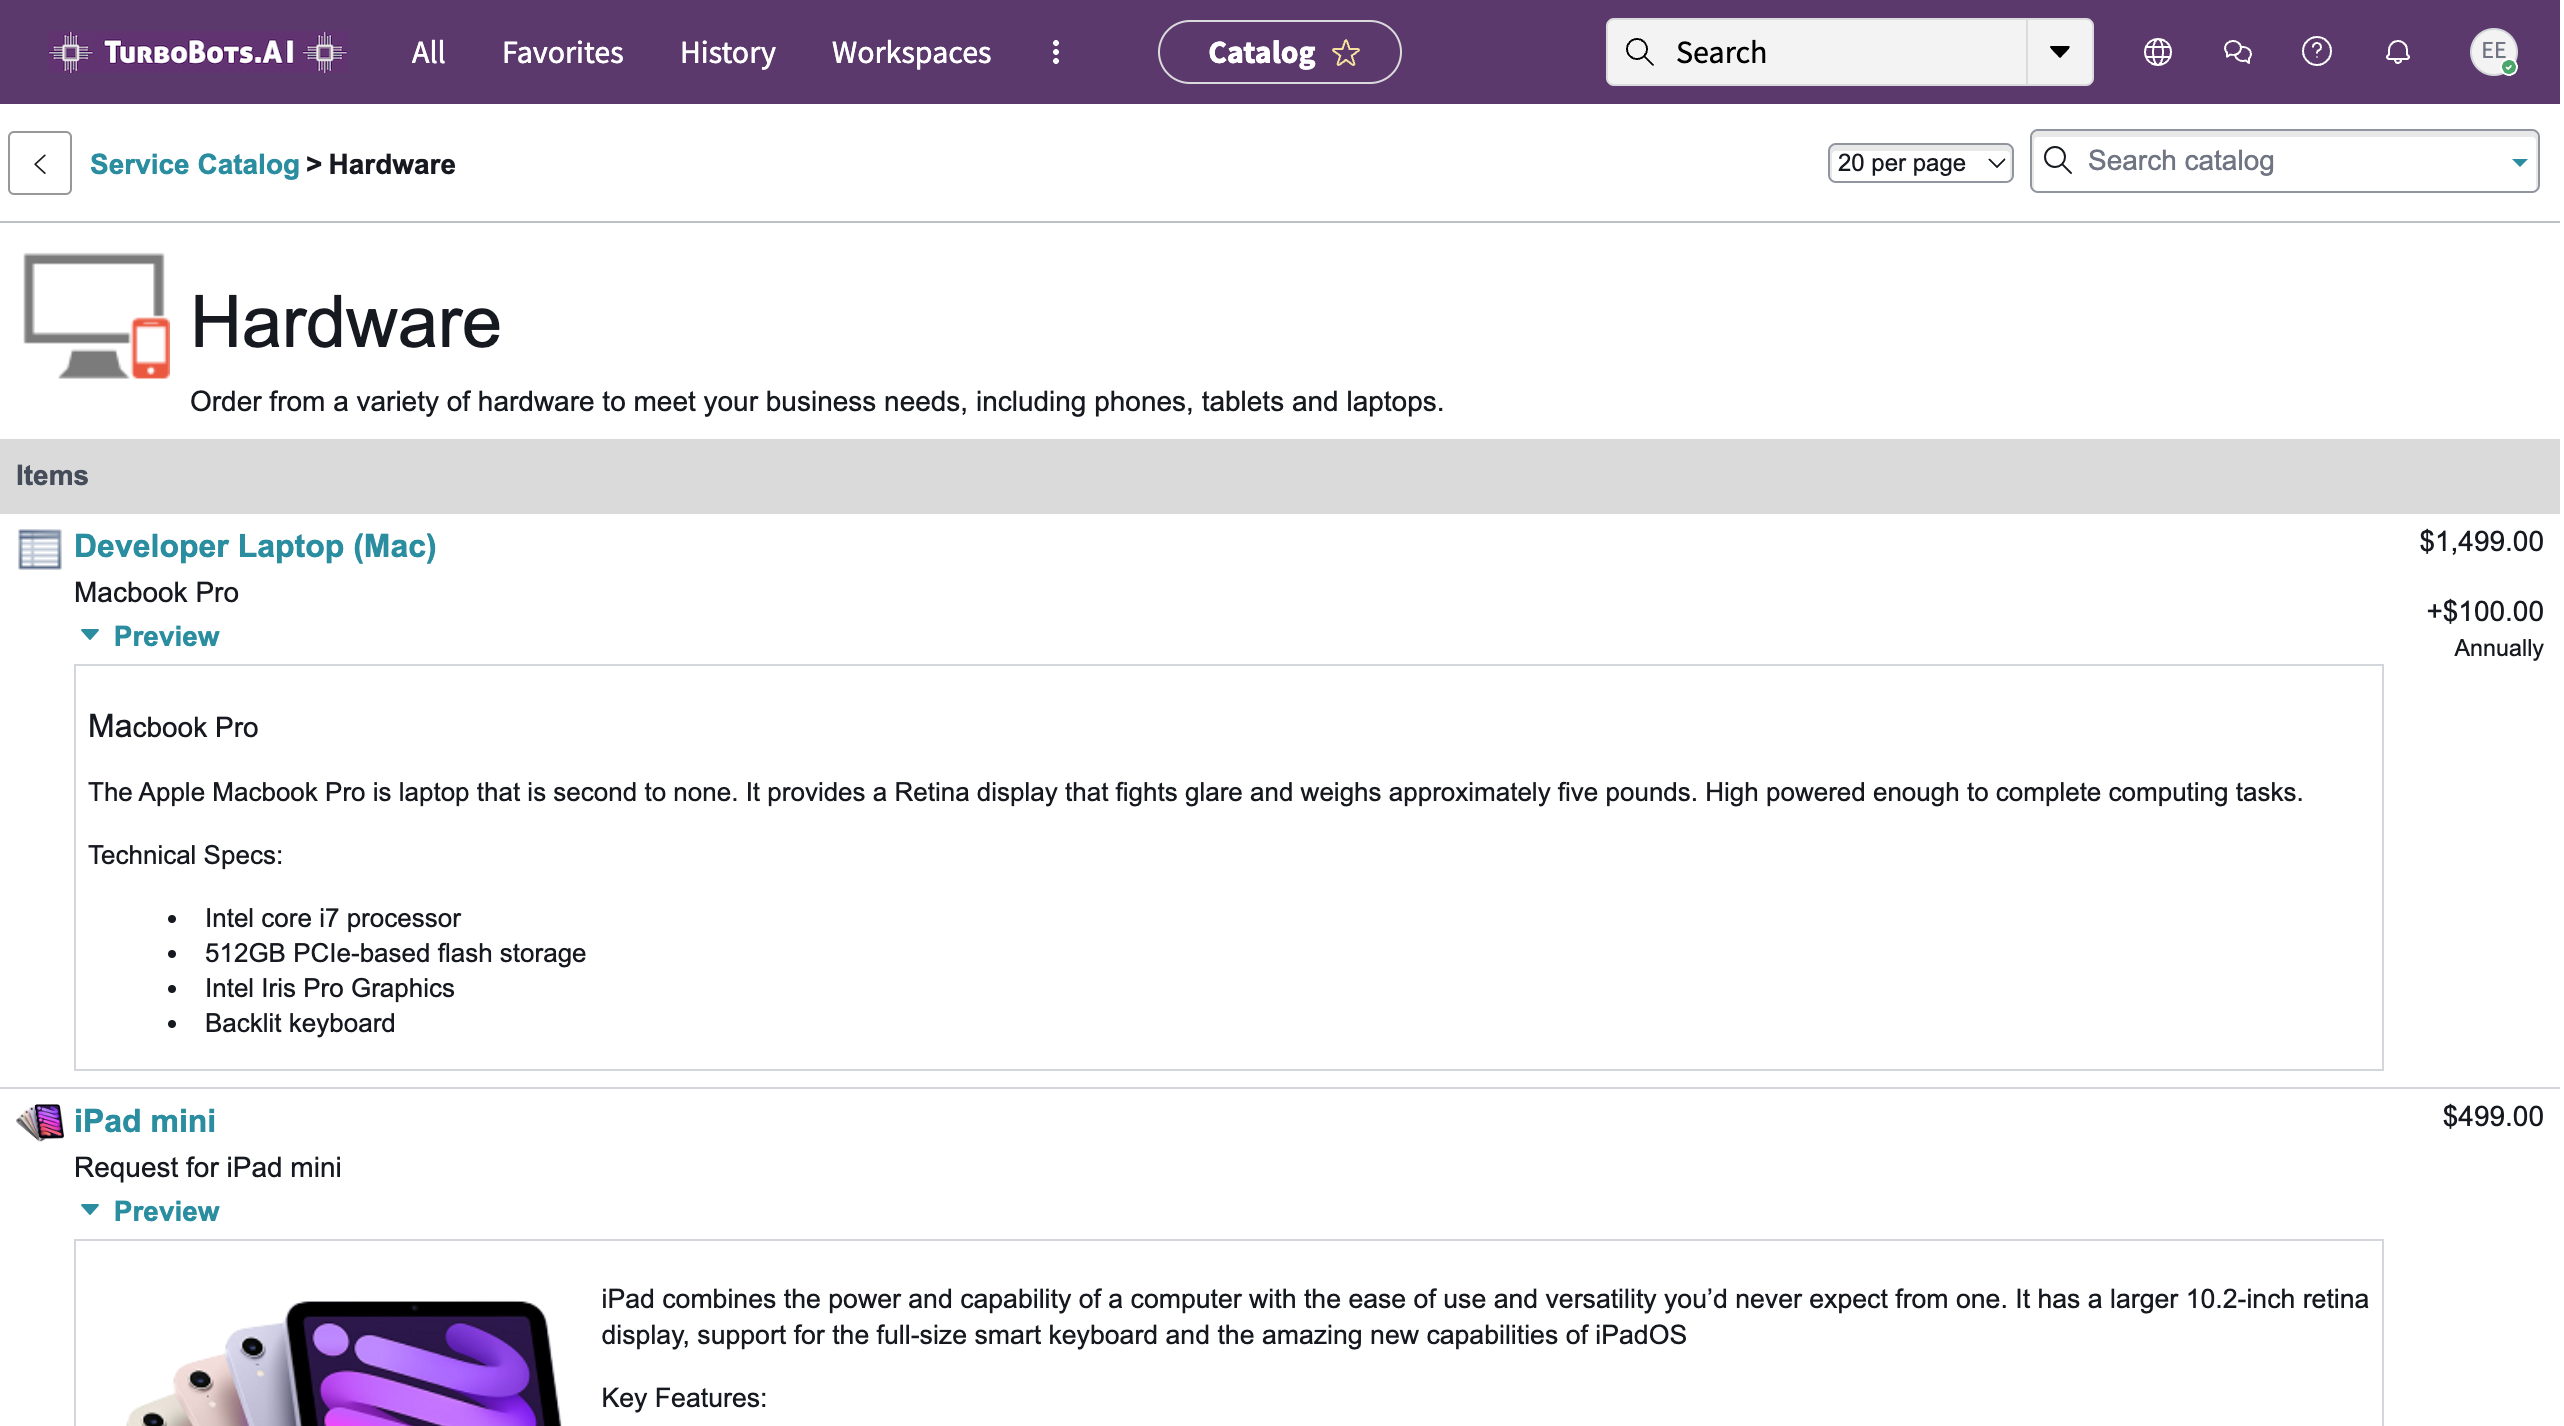 TURBOBOTS.AI All Favorites History Workspaces Catalog Search EE
Service Catalog > Hardware 20 per page Search catalog
Hardware
Order from a variety of hardware to meet your business needs, including phones, tablets and laptops.
Items
Developer Laptop (Mac) $1,499.00
Macbook Pro
+$100.00
Preview
Annually
Macbook Pro
The Apple Macbook Pro is laptop that is second to none. It provides a Retina display that fights glare and weighs approximately five pounds. High powered enough to complete computing tasks.
Technical Specs:
• Intel core i7 processor
• 512GB PCIe-based flash storage
• Intel Iris Pro Graphics
• Backlit keyboard
iPad mini $499.00
Request for iPad mini
Preview
iPad combines the power and capability of a computer with the ease of use and versatility you’d never expect from one. It has a larger 10.2-inch retina
display, support for the full-size smart keyboard and the amazing new capabilities of iPadOS
Key Features: